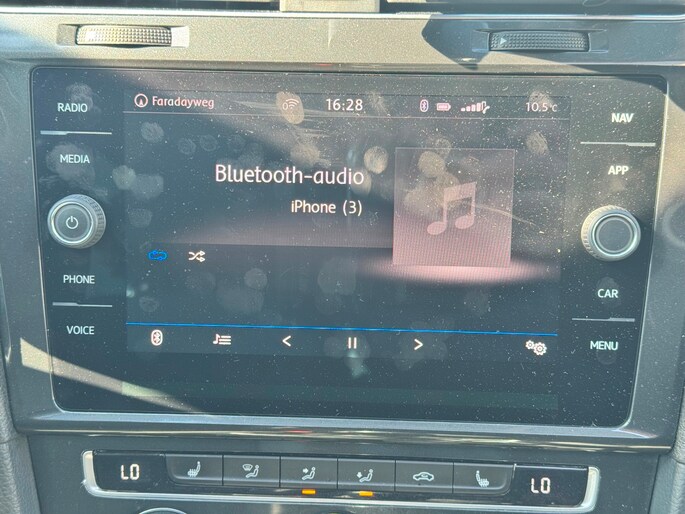 Faradayweg 16:28 10.5°C
RADIO
MEDIA
PHONE
VOICE
Bluetooth-audio
iPhone (3)
NAV
APP
CAR
MENU
LO LO